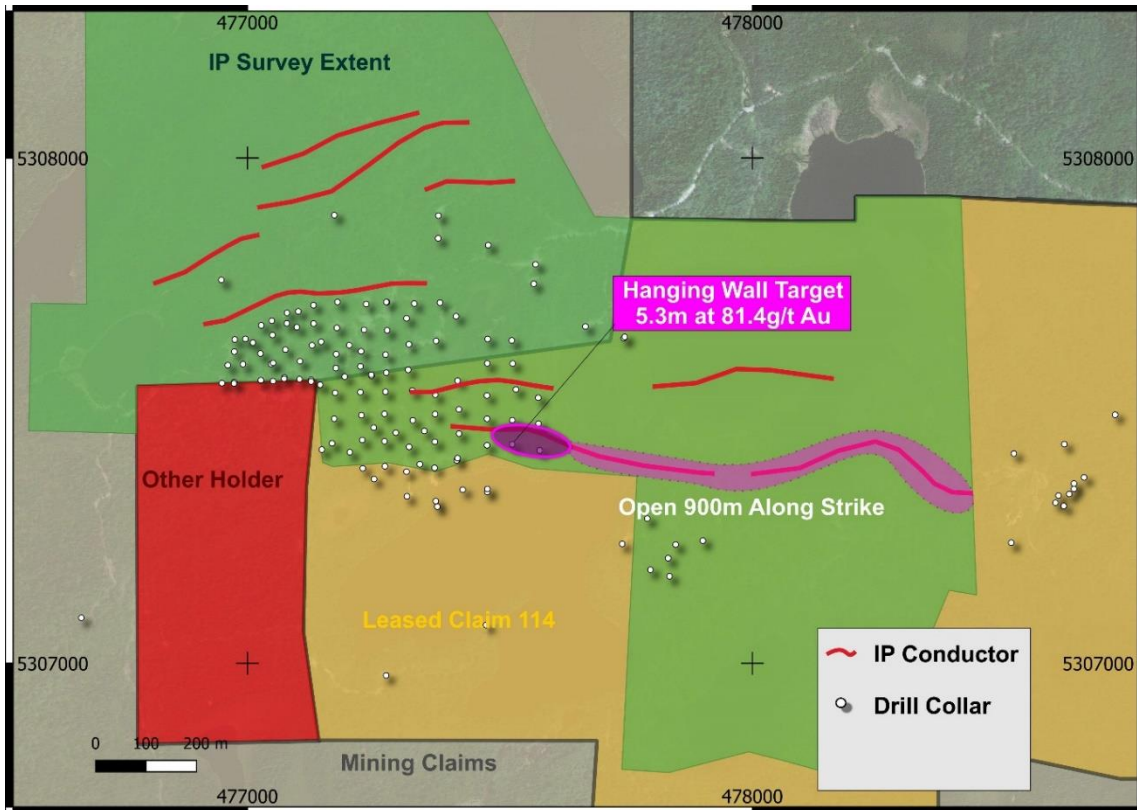 477000
478000
IP Survey Extent
5308000
5308000
Hanging Wall Target
5.3m at 81.4g/t Au
Other Holder
Open 900m Along Strike
Leased Claim 114
5307000
5307000
IP Conductor
Drill Collar
0 100 200 m
Mining Claims
477000
478000